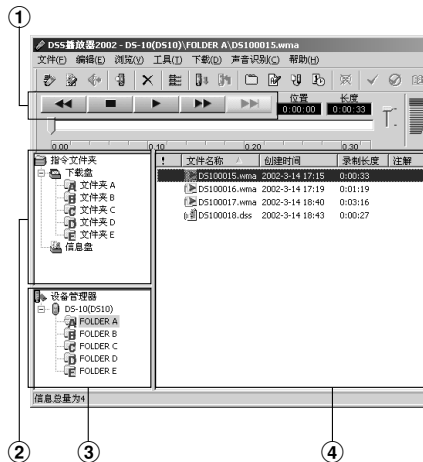 ①
DSS播放器2002 - DS-10(DS10)\FOLDER A\DS100015.wma
文件(F) 编辑(E) 浏览(V) 工具(T) 下载(D) 声音识别(C) 帮助(H)
位置 长度
0:00:00 0:00:33
0.00 0.10 0.20 0.30
指令文件夹
下载盘
文件夹 A
文件夹 B
文件夹 C
文件夹 D
文件夹 E
信息盘
! 文件名称 创建时间 录制长度 注解
DS100015.wma 2002-3-14 17:15 0:00:33
DS100016.wma 2002-3-14 17:19 0:01:19
DS100017.wma 2002-3-14 18:40 0:03:16
DS100018.dss 2002-3-14 18:43 0:00:27
设备管理器
DS-10(DS10)
FOLDER A
FOLDER B
FOLDER C
FOLDER D
FOLDER E
信息总量为4
② ③ ④